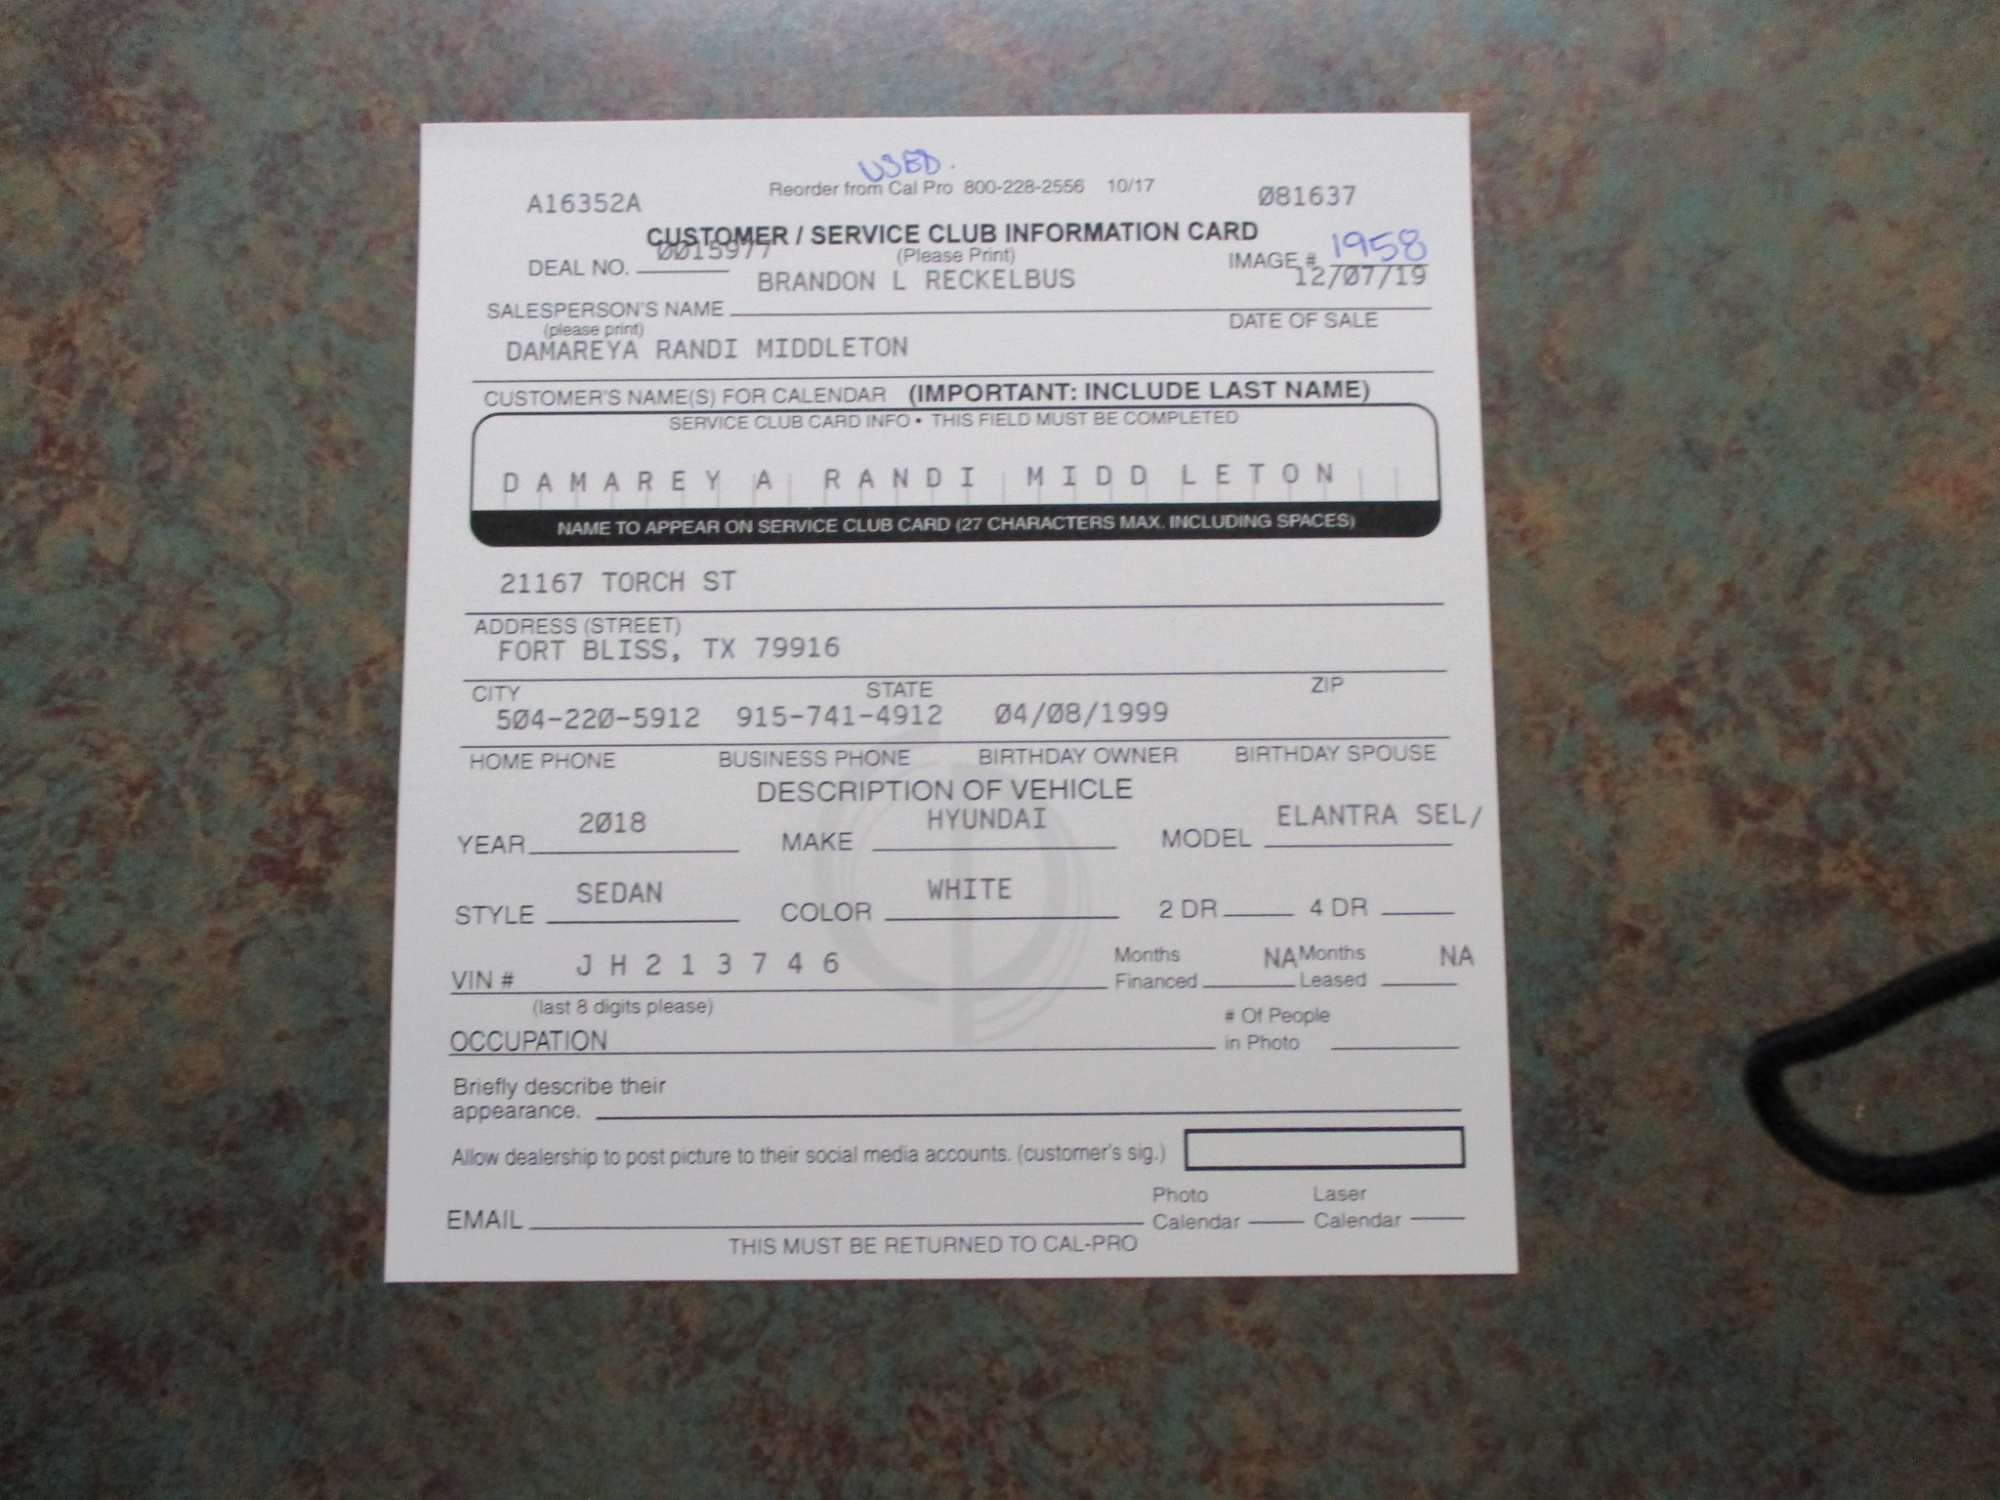 USED.
A16352A Reorder from Cal Pro 800-228-2556 10/17 081637
CUSTOMER / SERVICE CLUB INFORMATION CARD
DEAL NO. 0015977 (Please Print) IMAGE # 1958
BRANDON L RECKELBUS 12/07/19
SALESPERSON'S NAME DATE OF SALE
(please print)
DAMAREYA RANDI MIDDLETON
CUSTOMER'S NAME(S) FOR CALENDAR (IMPORTANT: INCLUDE LAST NAME)
SERVICE CLUB CARD INFO • THIS FIELD MUST BE COMPLETED
DAMAREYA RANDI MIDDLETON
NAME TO APPEAR ON SERVICE CLUB CARD (27 CHARACTERS MAX. INCLUDING SPACES)
21167 TORCH ST
ADDRESS (STREET)
FORT BLISS, TX 79916
CITY STATE ZIP
504-220-5912 915-741-4912 04/08/1999
HOME PHONE BUSINESS PHONE BIRTHDAY OWNER BIRTHDAY SPOUSE
DESCRIPTION OF VEHICLE
YEAR 2018 MAKE HYUNDAI MODEL ELANTRA SEL/
STYLE SEDAN COLOR WHITE 2 DR 4 DR
VIN # JH213746 Months Financed NA Months Leased NA
(last 8 digits please)
OCCUPATION # Of People in Photo
Briefly describe their
appearance.
Allow dealership to post picture to their social media accounts. (customer's sig.)
EMAIL Photo Calendar Laser Calendar
THIS MUST BE RETURNED TO CAL-PRO